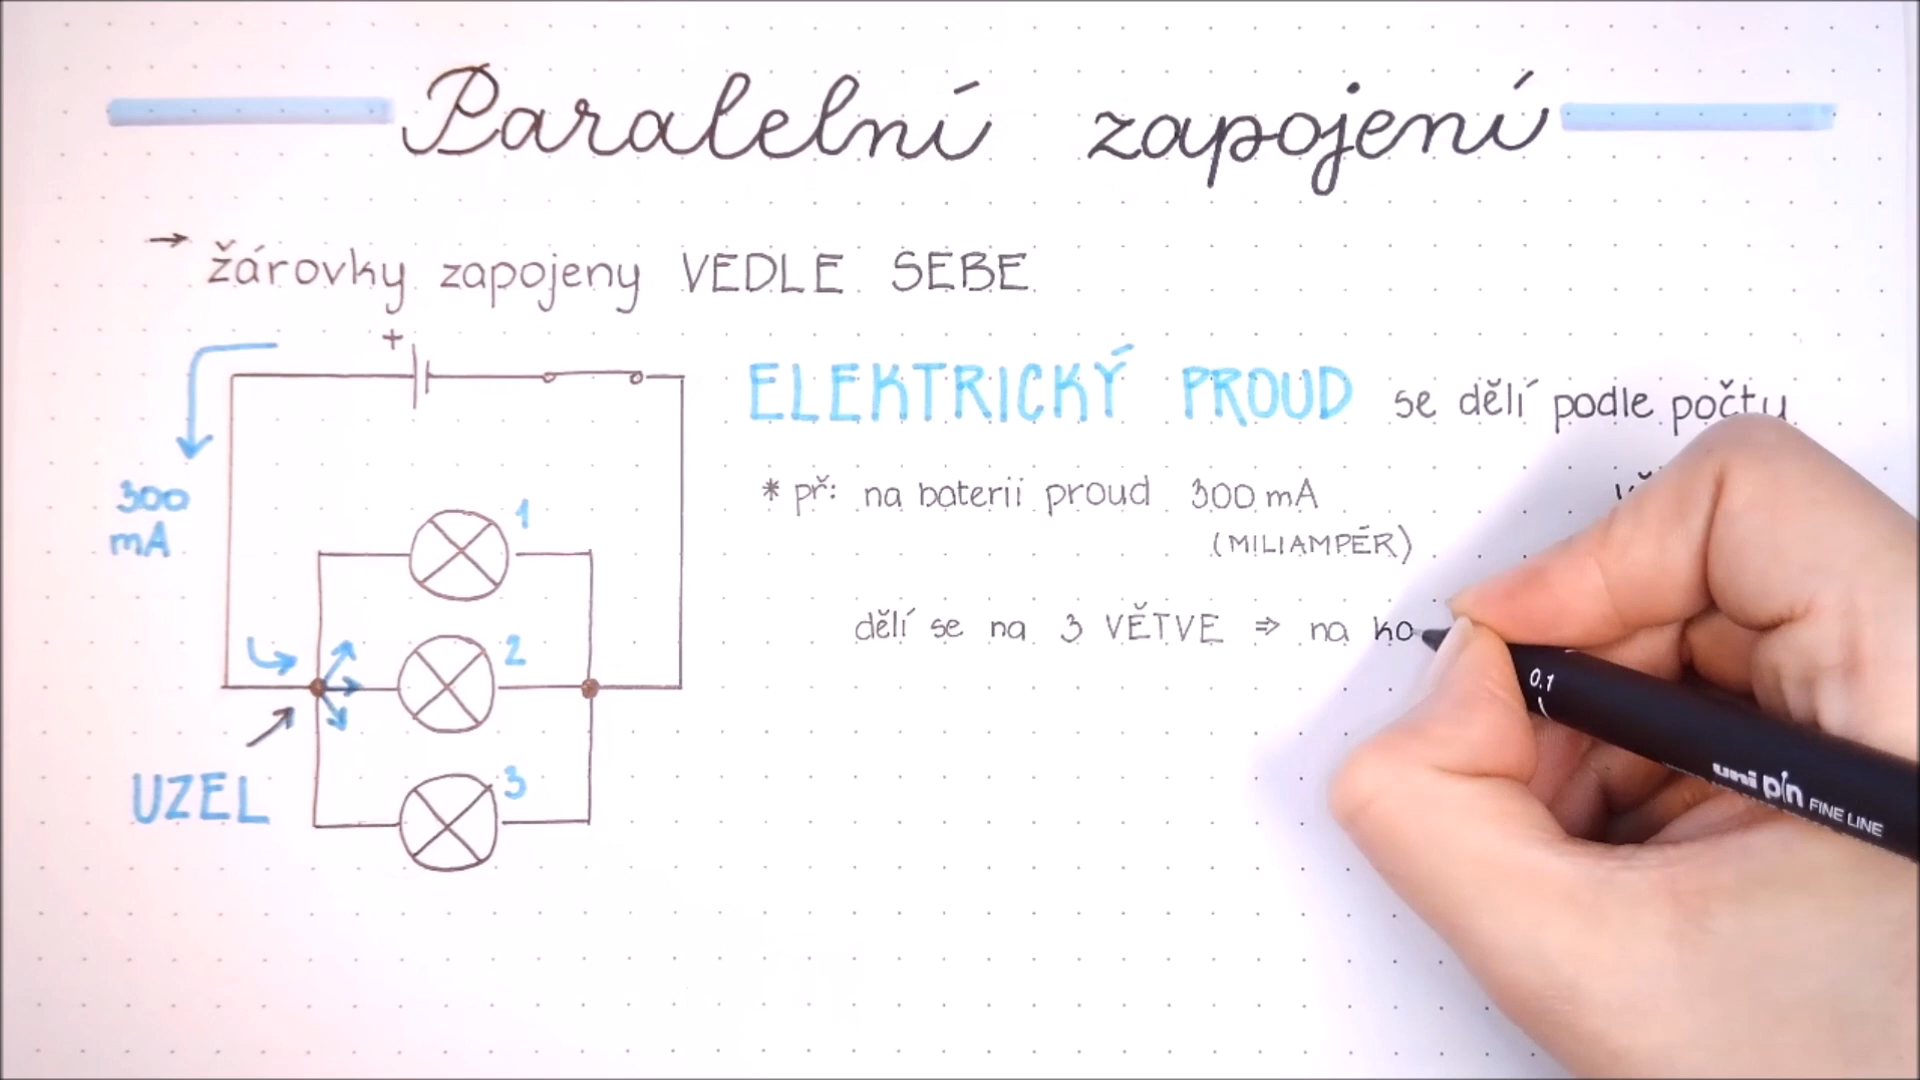 Paralelní zapojení
→ žárovky zapojeny VEDLE SEBE
+
300
mA
1
2
3
UZEL
ELEKTRICKÝ PROUD se dělí podle počtu
* př: na baterii proud 300 mA
(MILIAMPÉR)
dělí se na 3 VĚTVE ⇒ na ko
0.1
uni pin FINE LINE